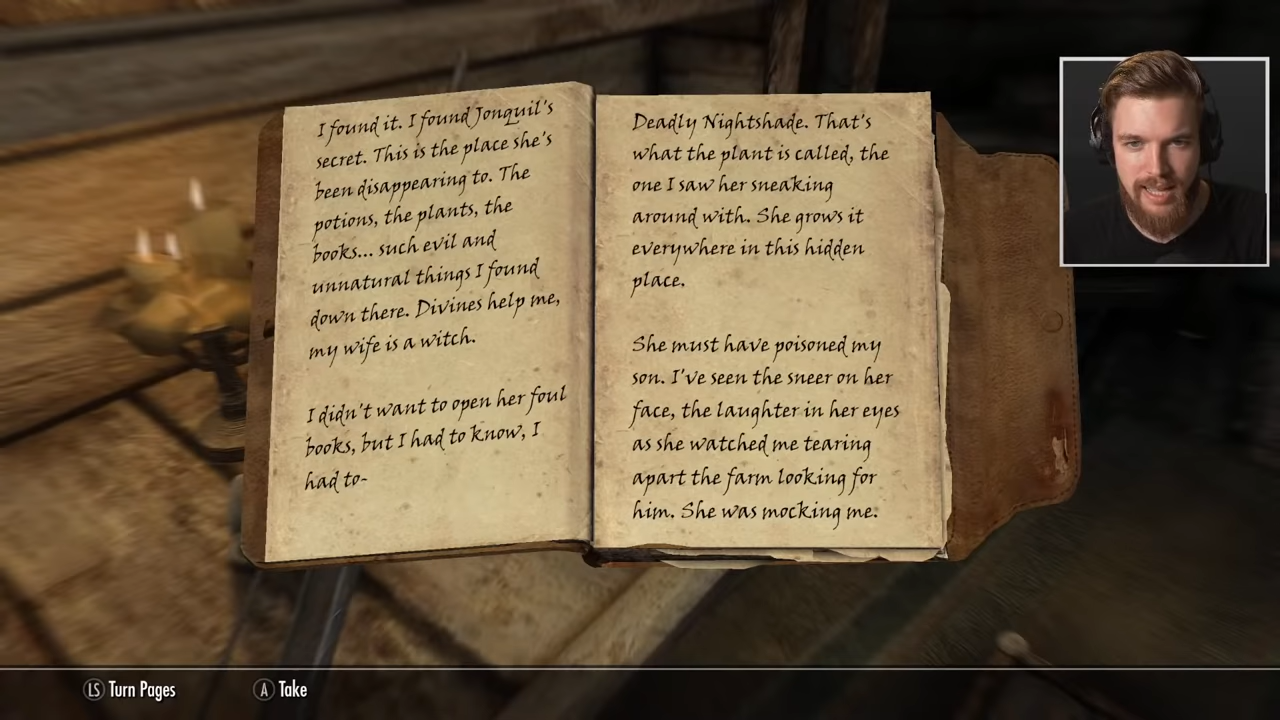 I found it. I found Jonquil's
secret. This is the place she's
been disappearing to. The
potions, the plants, the
books... such evil and
unnatural things I found
down there. Divines help me,
my wife is a witch.
I didn't want to open her foul
books, but I had to know, I
had to-
Deadly Nightshade. That's
what the plant is called, the
one I saw her sneaking
around with. She grows it
everywhere in this hidden
place.
She must have poisoned my
son. I've seen the sneer on her
face, the laughter in her eyes
as she watched me tearing
apart the farm looking for
him. She was mocking me.
LS Turn Pages
A Take